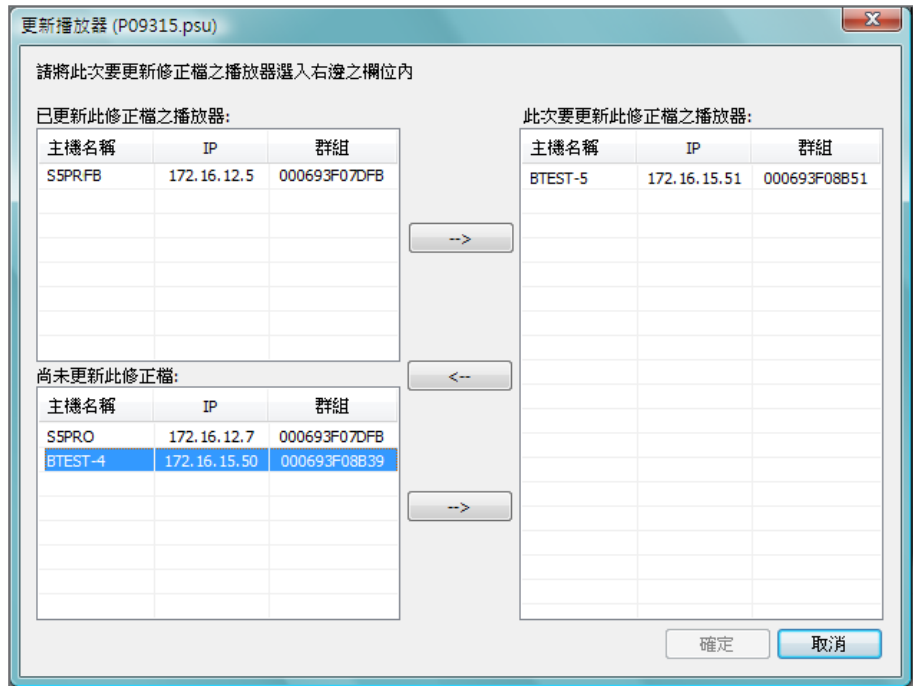 更新播放器 (P09315.psu)
請將此次要更新修正檔之播放器選入右邊之欄位內
已更新此修正檔之播放器:
主機名稱 IP 群組
S5PRFB 172.16.12.5 000693F07DFB
-->
<--
尚未更新此修正檔:
主機名稱 IP 群組
S5PRO 172.16.12.7 000693F07DFB
BTEST-4 172.16.15.50 000693F08B39
-->
此次要更新此修正檔之播放器:
主機名稱 IP 群組
BTEST-5 172.16.15.51 000693F08B51
確定 取消